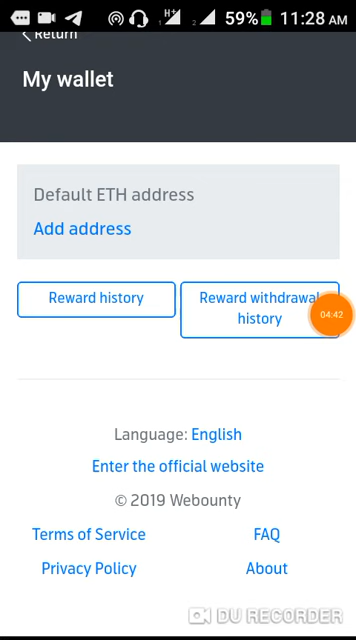 59% 11:28 AM
Return
My wallet
Default ETH address
Add address
Reward history
Reward withdrawal
history
04:42
Language: English
Enter the official website
© 2019 Webounty
Terms of Service
FAQ
Privacy Policy
About
DU RECORDER